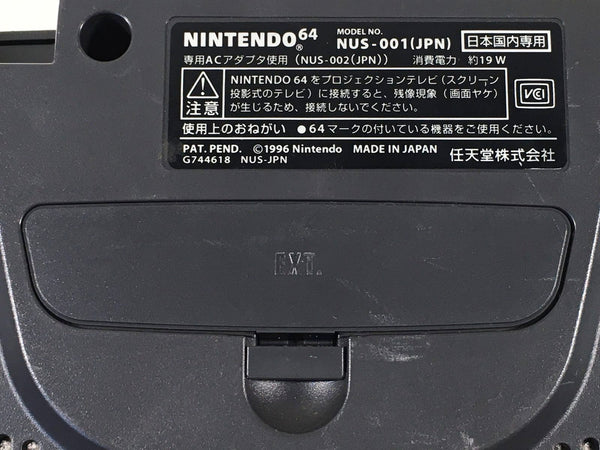 NINTENDO64® MODEL NO. NUS-001(JPN) 日本国内専用
専用ACアダプタ使用 (NUS-002(JPN)) 消費電力 約19W
注意
NINTENDO 64をプロジェクションテレビ(スクリーン
投影式のテレビ)に接続すると、残像現象(画面ヤケ)
が生じるため、接続しないでください。
VCI
使用上のおねがい ●64マークの付いている機器をご使用ください。
PAT. PEND. ©1996 Nintendo MADE IN JAPAN 任天堂株式会社
G744618 NUS-JPN
EXT.